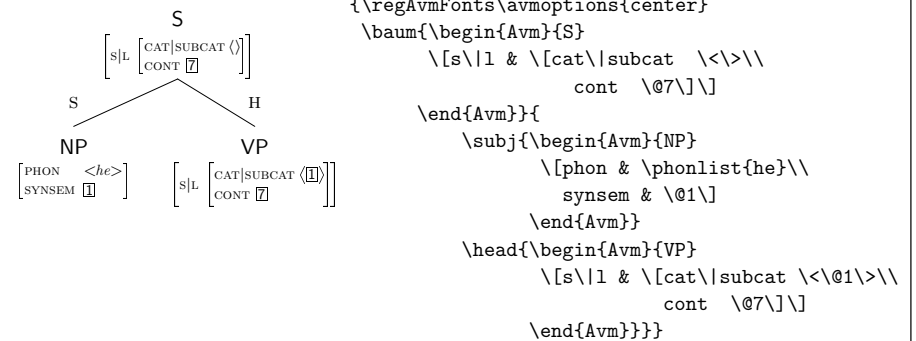 S
[S|L [CAT|SUBCAT ⟨⟩
CONT 7]]
S H
NP VP
[PHON <he>
SYNSEM 1]
[S|L [CAT|SUBCAT ⟨1⟩
CONT 7]]
{\regAvmFonts\avmoptions{center}
\baum{\begin{Avm}{S}
\[s\|l & \[cat\|subcat \<\>\\
cont \@7\]\]
\end{Avm}}{
\subj{\begin{Avm}{NP}
\[phon & \phonlist{he}\\
synsem & \@1\]
\end{Avm}}
\head{\begin{Avm}{VP}
\[s\|l & \[cat\|subcat \<\@1\>\\
cont \@7\]\]
\end{Avm}}}}